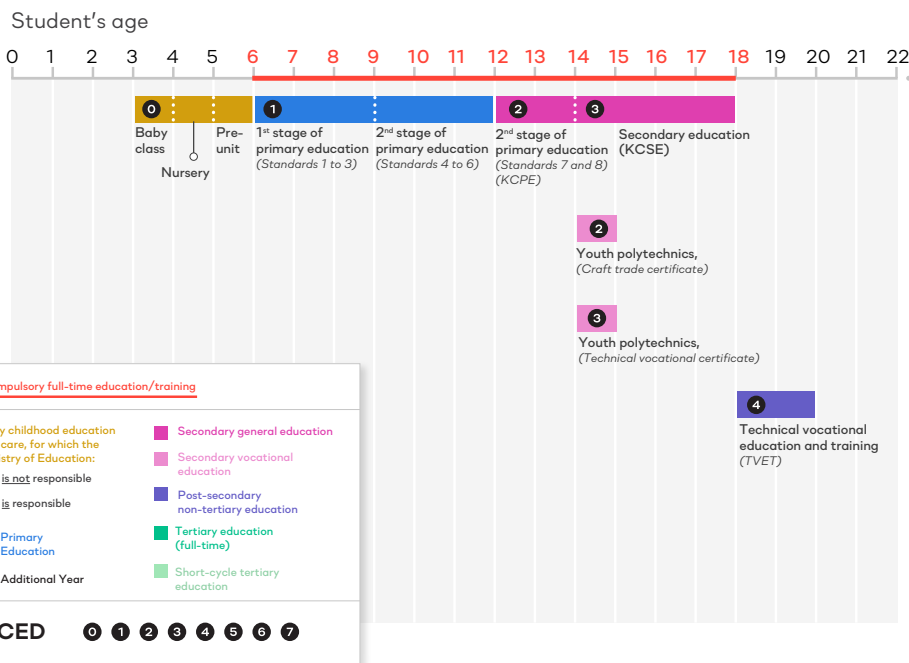 Student's age
0 1 2 3 4 5 6 7 8 9 10 11 12 13 14 15 16 17 18 19 20 21 22
0 1 2 3
Baby class
Nursery
Pre-unit
1st stage of
primary education
(Standards 1 to 3)
2nd stage of
primary education
(Standards 4 to 6)
2nd stage of
primary education
(Standards 7 and 8)
(KCPE)
Secondary education
(KCSE)
2
Youth polytechnics,
(Craft trade certificate)
3
Youth polytechnics,
(Technical vocational certificate)
4
Technical vocational
education and training
(TVET)
mpulsory full-time education/training
y childhood education
care, for which the
stry of Education:
is not responsible
is responsible
Primary
Education
Additional Year
Secondary general education
Secondary vocational
education
Post-secondary
non-tertiary education
Tertiary education
(full-time)
Short-cycle tertiary
education
CED 0 1 2 3 4 5 6 7